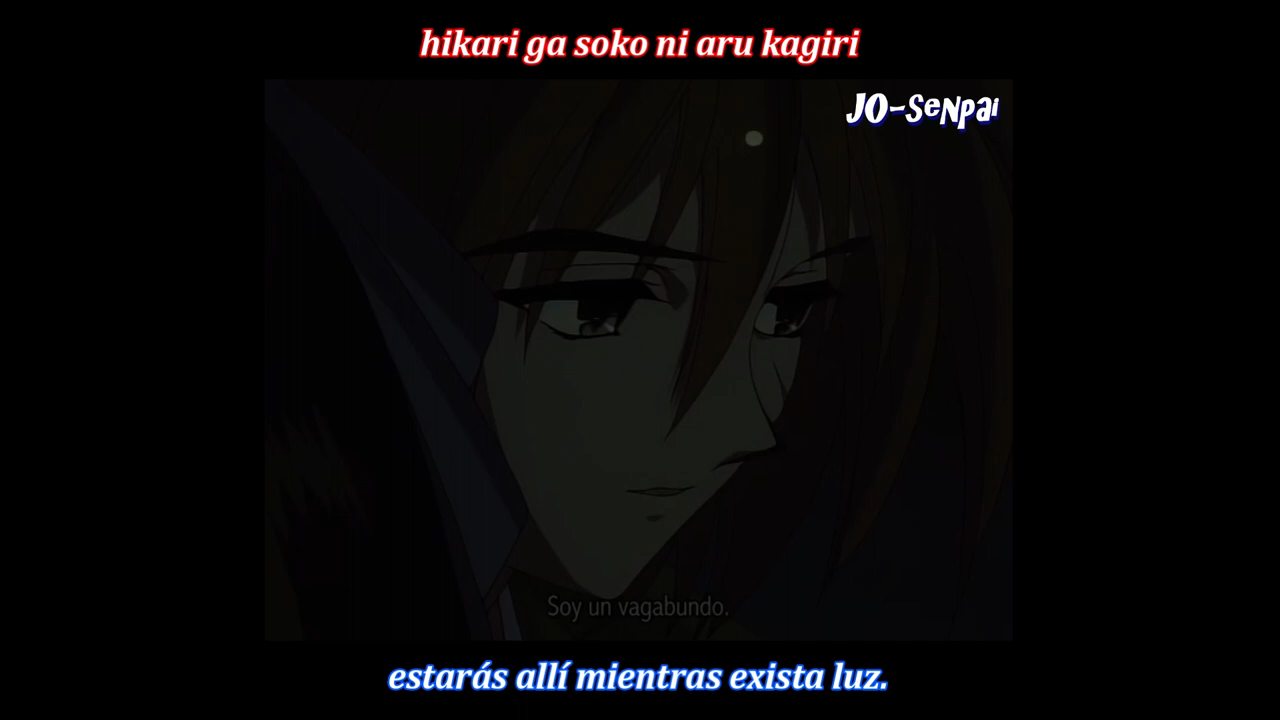 hikari ga soko ni aru kagiri
JO-SeNpai
Soy un vagabundo.
estarás allí mientras exista luz.